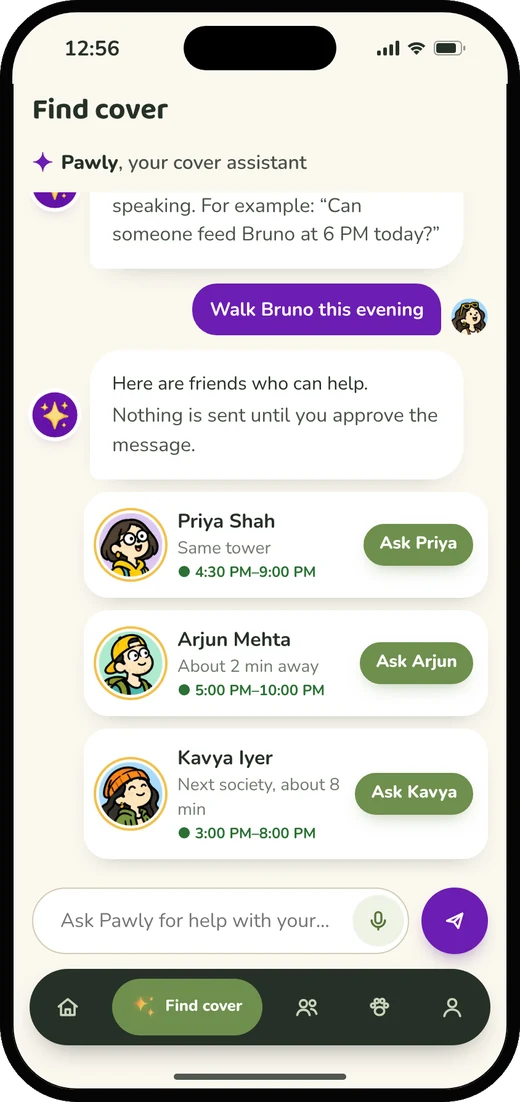 12:56
Find cover
Pawly, your cover assistant
speaking. For example: “Can
someone feed Bruno at 6 PM today?”
Walk Bruno this evening
Here are friends who can help.
Nothing is sent until you approve the
message.
Priya Shah
Same tower
4:30 PM–9:00 PM
Ask Priya
Arjun Mehta
About 2 min away
5:00 PM–10:00 PM
Ask Arjun
Kavya Iyer
Next society, about 8
min
3:00 PM–8:00 PM
Ask Kavya
Ask Pawly for help with your...
Find cover